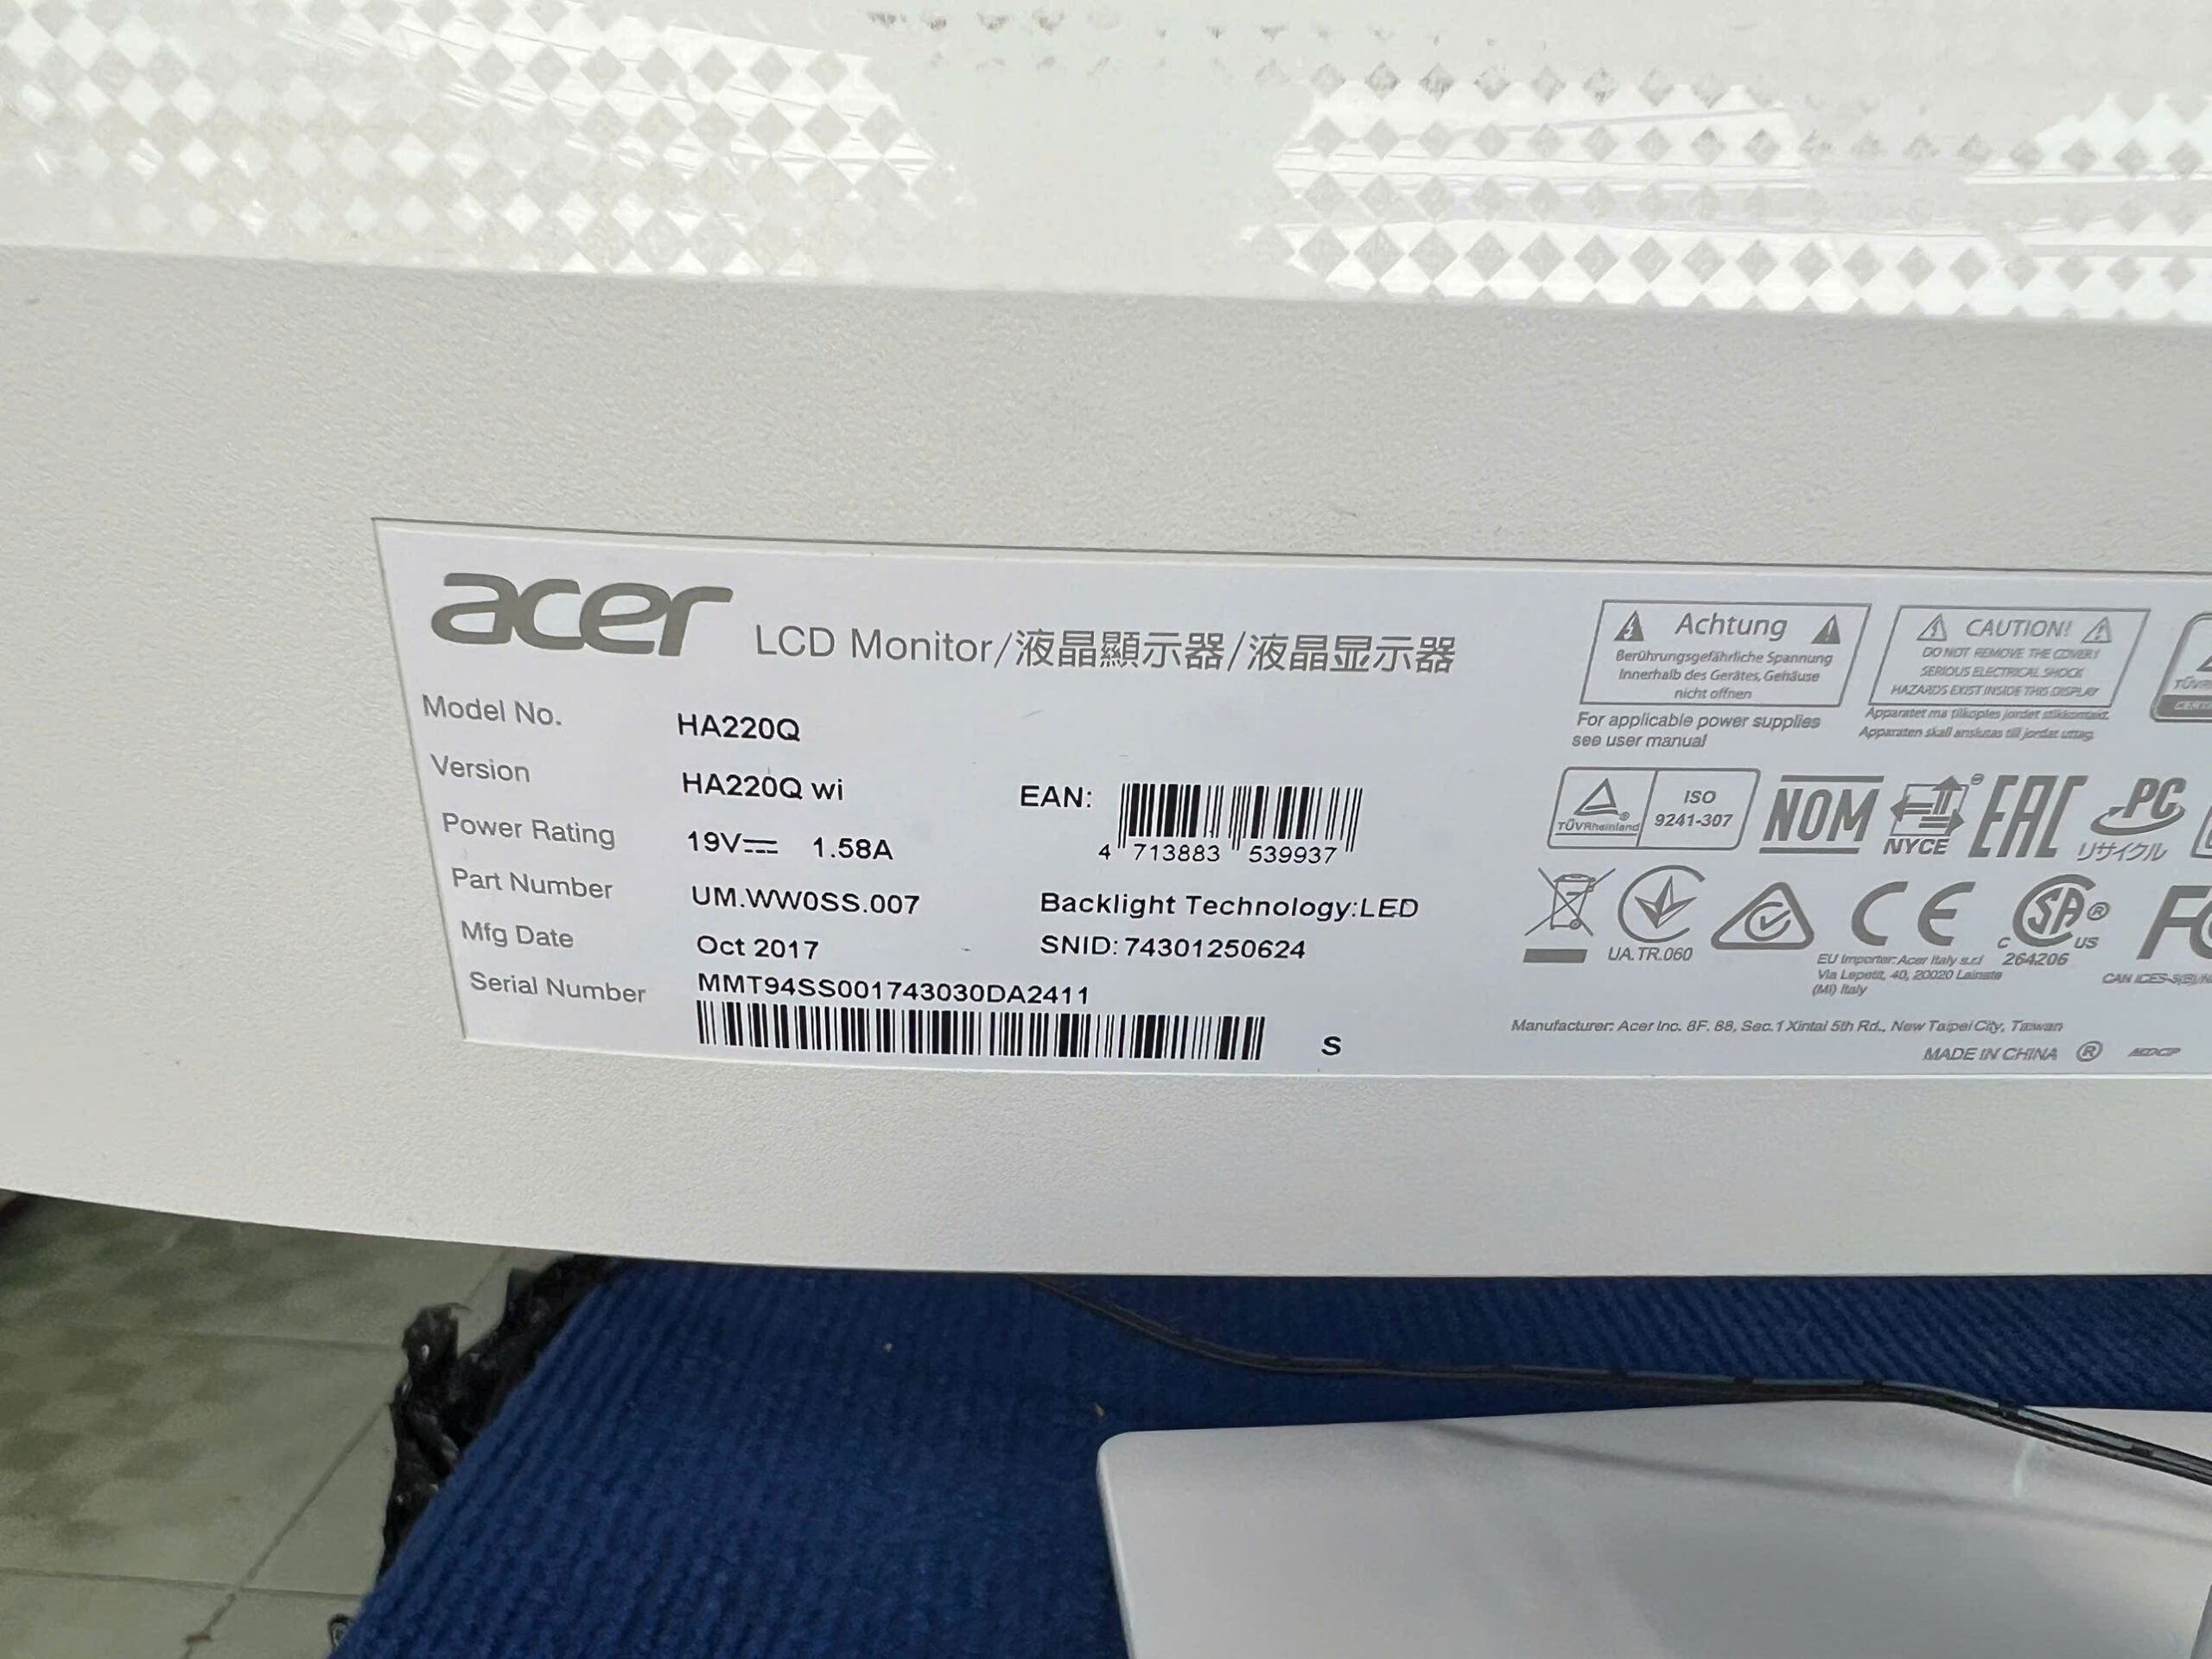 acer LCD Monitor/液晶顯示器/液晶显示器
Model No. HA220Q
Version HA220Q wi
Power Rating 19V 1.58A
Part Number UM.WW0SS.007
Mfg Date Oct 2017
Serial Number MMT94SS001743030DA2411
S
EAN:
4 713883 539937
Backlight Technology:LED
SNID:74301250624
Achtung
Berührungsgefährliche Spannung
Innerhalb des Gerätes, Gehäuse
nicht offnen
For applicable power supplies
see user manual
CAUTION!
DO NOT REMOVE THE COVER!
SERIOUS ELECTRICAL SHOCK
HAZARDS EXIST INSIDE THIS DISPLAY
Apparatet må tilkoples jordet stikkontakt.
Apparaten skall anslutas till jordat uttag.
TÜVRheinland
ISO
9241-307
NOM
NYCE
EAC
PC
リサイクル
UA.TR.060
CE
SA
C US
264206
EU Importer: Acer Italy s.r.l
Via Lepetit, 40, 20020 Lainate
(MI) Italy
Manufacturer: Acer Inc. 8F. 88, Sec.1 Xintai 5th Rd., New Taipei City, Taiwan
MADE IN CHINA ®